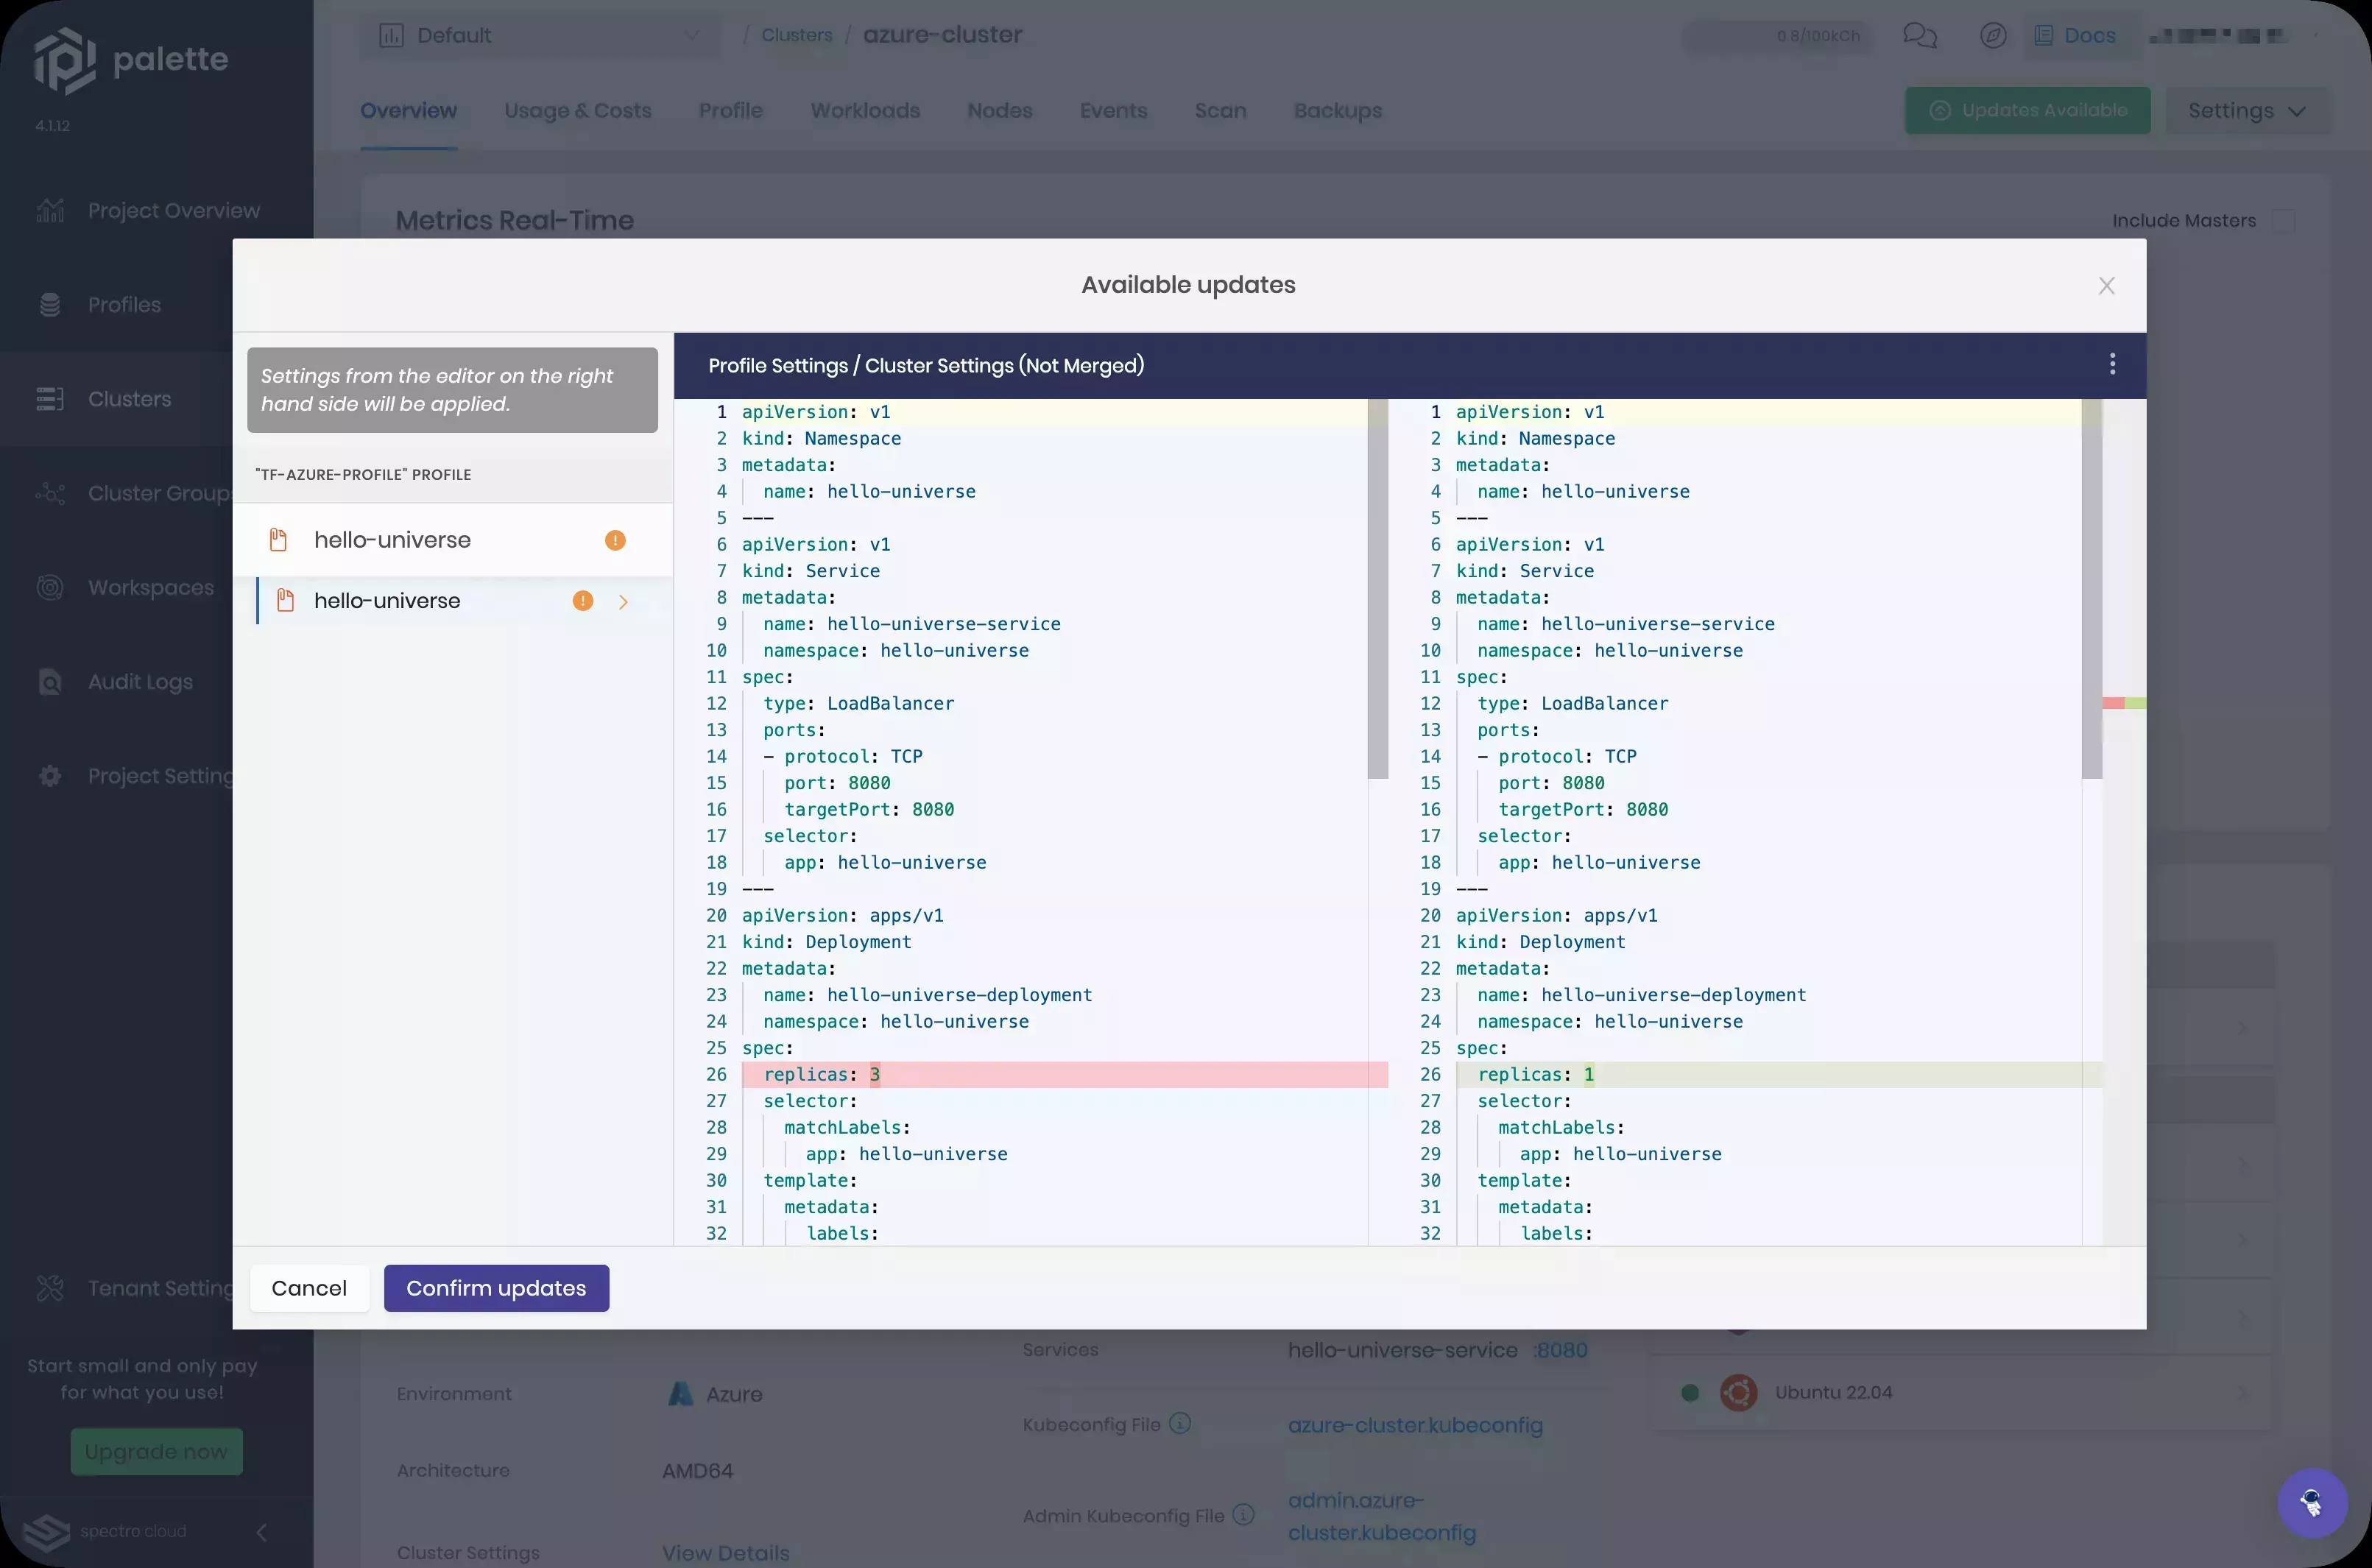 palette
4.1.12
Project Overview
Profiles
Clusters
Cluster Group
Workspaces
Audit Logs
Project Setting
Tenant Setting
Start small and only pay
for what you use!
Upgrade now
spectro cloud
Default
/ Clusters / azure-cluster
0.8/100kCh
Docs
Overview
Usage & Costs
Profile
Workloads
Nodes
Events
Scan
Backups
Updates Available
Settings
Metrics Real-Time
Include Masters
Available updates
Settings from the editor on the right
hand side will be applied.
"TF-AZURE-PROFILE" PROFILE
hello-universe
hello-universe
Profile Settings / Cluster Settings (Not Merged)
1 apiVersion: v1
2 kind: Namespace
3 metadata:
4 name: hello-universe
5 ---
6 apiVersion: v1
7 kind: Service
8 metadata:
9 name: hello-universe-service
10 namespace: hello-universe
11 spec:
12 type: LoadBalancer
13 ports:
14 - protocol: TCP
15 port: 8080
16 targetPort: 8080
17 selector:
18 app: hello-universe
19 ---
20 apiVersion: apps/v1
21 kind: Deployment
22 metadata:
23 name: hello-universe-deployment
24 namespace: hello-universe
25 spec:
26 replicas: 3
27 selector:
28 matchLabels:
29 app: hello-universe
30 template:
31 metadata:
32 labels:
1 apiVersion: v1
2 kind: Namespace
3 metadata:
4 name: hello-universe
5 ---
6 apiVersion: v1
7 kind: Service
8 metadata:
9 name: hello-universe-service
10 namespace: hello-universe
11 spec:
12 type: LoadBalancer
13 ports:
14 - protocol: TCP
15 port: 8080
16 targetPort: 8080
17 selector:
18 app: hello-universe
19 ---
20 apiVersion: apps/v1
21 kind: Deployment
22 metadata:
23 name: hello-universe-deployment
24 namespace: hello-universe
25 spec:
26 replicas: 1
27 selector:
28 matchLabels:
29 app: hello-universe
30 template:
31 metadata:
32 labels:
Cancel
Confirm updates
Environment
Azure
Architecture
AMD64
Cluster Settings
View Details
Services
hello-universe-service :8080
Kubeconfig File
azure-cluster.kubeconfig
Admin Kubeconfig File
admin.azure-
cluster.kubeconfig
Ubuntu 22.04